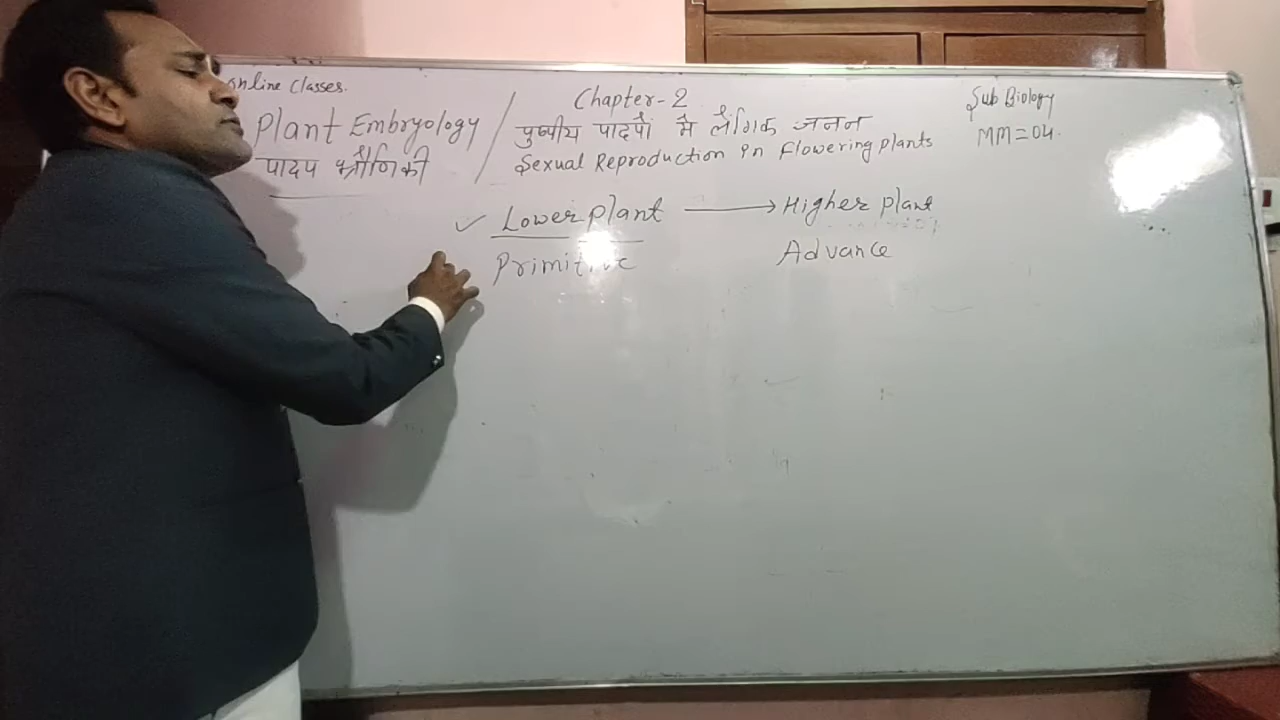 online Classes.
Plant Embryology
पादप भ्रौणिकी
Chapter-2
पुष्पीय पादपों मै लैंगिक जनन
Sexual Reproduction in Flowering plants
Sub Biology
MM=04
Lower plant → Higher plant
Primitive Advance